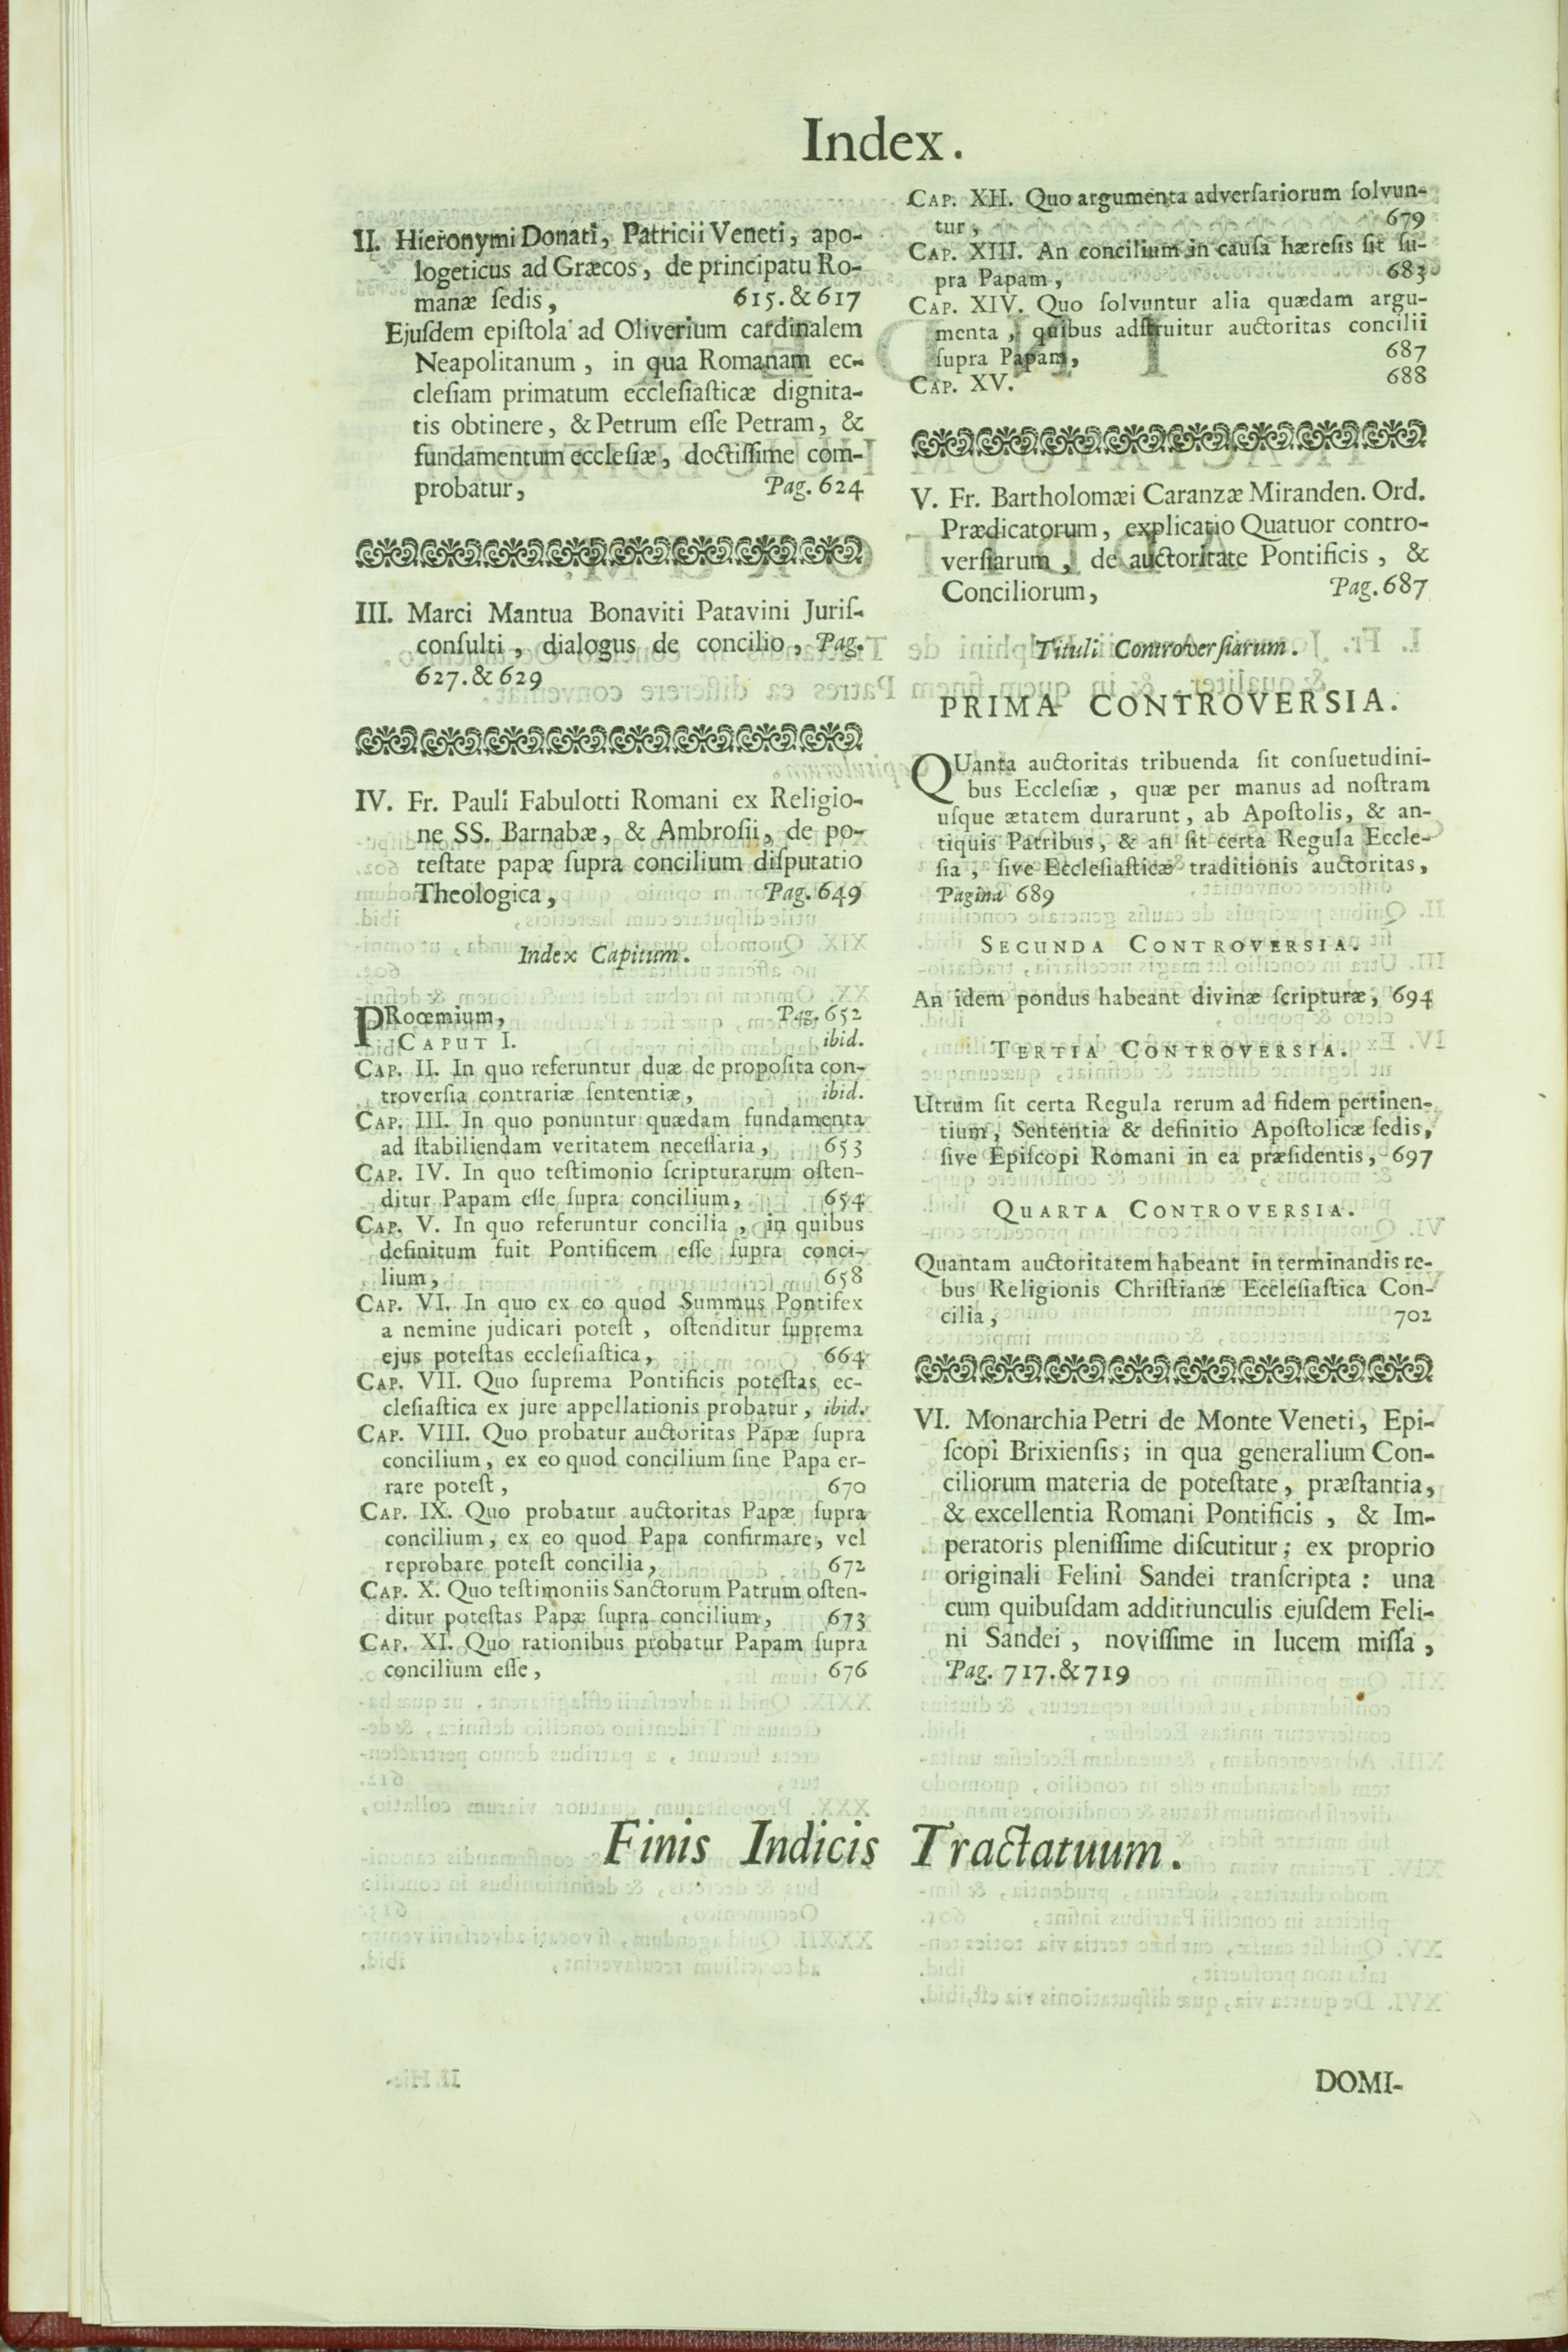 Index.
II. Hieronymi Donati, Patricii Veneti, apo-
logeticus ad Græcos, de principatu Ro-
manæ ſedis, 615. & 617
Ejuſdem epiſtola ad Oliverium cardinalem
Neapolitanum, in qua Romanam ec-
cleſiam primatum eccleſiaſticæ dignita-
tis obtinere, & Petrum eſſe Petram, &
fundamentum eccleſiæ, doctiſſime com-
probatur, Pag. 624
III. Marci Mantua Bonaviti Patavini Juriſ-
conſulti, dialogus de concilio, Pag.
627. & 629
IV. Fr. Pauli Fabulotti Romani ex Religio-
ne SS. Barnabæ, & Ambroſii, de po-
teſtate papæ ſupra concilium diſputatio
Theologica, Pag. 649
Index Capitum.
PRoœmium, Pag. 652
CAPUT I. ibid.
CAP. II. In quo referuntur duæ de propoſita con-
troverſia contrariæ ſententiæ, ibid.
CAP. III. In quo ponuntur quædam fundamenta
ad ſtabiliendam veritatem neceſſaria, 653
CAP. IV. In quo teſtimonio ſcripturarum oſten-
ditur Papam eſſe ſupra concilium, 654
CAP. V. In quo referuntur concilia, in quibus
definitum fuit Pontificem eſſe ſupra conci-
lium, 658
CAP. VI. In quo ex eo quod Summus Pontifex
a nemine judicari poteſt, oſtenditur ſuprema
ejus poteſtas eccleſiaſtica, 664
CAP. VII. Quo ſuprema Pontificis poteſtas ec-
cleſiaſtica ex jure appellationis probatur, ibid.
CAP. VIII. Quo probatur auctoritas Papæ ſupra
concilium, ex eo quod concilium ſine Papa er-
rare poteſt, 670
CAP. IX. Quo probatur auctoritas Papæ ſupra
concilium, ex eo quod Papa confirmare, vel
reprobare poteſt concilia, 672
CAP. X. Quo teſtimoniis Sanctorum Patrum oſten-
ditur poteſtas Papæ ſupra concilium, 673
CAP. XI. Quo rationibus probatur Papam ſupra
concilium eſſe, 676
CAP. XII. Quo argumenta adverſariorum ſolvun-
tur, 679
CAP. XIII. An concilium in cauſa hæreſis ſit ſu-
pra Papam, 683
CAP. XIV. Quo ſolvuntur alia quædam argu-
menta, quibus adſtruitur auctoritas concilii
ſupra Papam, 687
CAP. XV. 688
V. Fr. Bartholomæi Caranzæ Miranden. Ord.
Prædicatorum, explicatio Quatuor contro-
verſiarum, de auctoritate Pontificis, &
Conciliorum, Pag. 687
Tituli Controverſiarum.
PRIMA CONTROVERSIA.
QUanta auctoritas tribuenda ſit conſuetudini-
bus Eccleſiæ, quæ per manus ad noſtram
uſque ætatem durarunt, ab Apoſtolis, & an-
tiquis Patribus, & an ſit certa Regula Eccle-
ſia, ſive Eccleſiaſticæ traditionis auctoritas,
Pagina 689
SECUNDA CONTROVERSIA.
An idem pondus habeant divinæ ſcripturæ, 694
TERTIA CONTROVERSIA.
Utrum ſit certa Regula rerum ad fidem pertinen-
tium, Sententia & definitio Apoſtolicæ ſedis,
ſive Epiſcopi Romani in ea præſidentis, 697
QUARTA CONTROVERSIA.
Quantam auctoritatem habeant in terminandis re-
bus Religionis Chriſtianæ Eccleſiaſtica Con-
cilia, 702
VI. Monarchia Petri de Monte Veneti, Epi-
ſcopi Brixienſis; in qua generalium Con-
ciliorum materia de poteſtate, præſtantia,
& excellentia Romani Pontificis, & Im-
peratoris pleniſſime diſcutitur; ex proprio
originali Felini Sandei tranſcripta: una
cum quibuſdam additiunculis ejuſdem Feli-
ni Sandei, noviſſime in lucem miſſa,
Pag. 717. & 719
Finis Indicis Tractatuum.
DOMI-